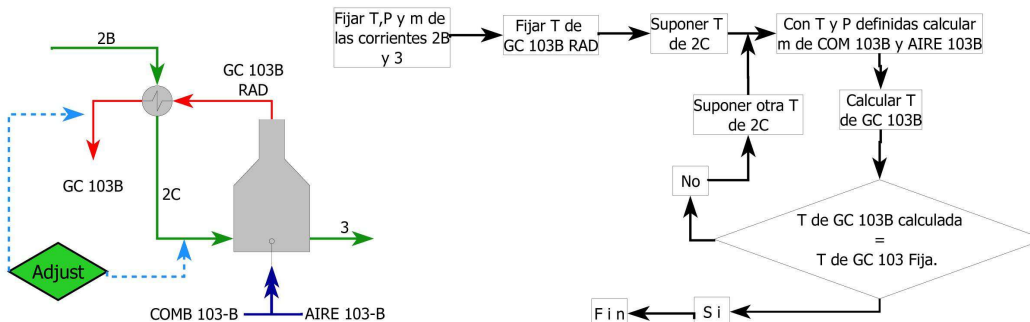 2B
GC 103B
RAD
GC 103B
2C
3
Adjust
COMB 103-B
AIRE 103-B
Fijar T,P y m de
las corrientes 2B
y 3
Fijar T de
GC 103B RAD
Suponer T
de 2C
Con T y P definidas calcular
m de COM 103B y AIRE 103B
Suponer otra T
de 2C
Calcular T
de GC 103B
No
T de GC 103B calculada
=
T de GC 103 Fija.
Si
Fin